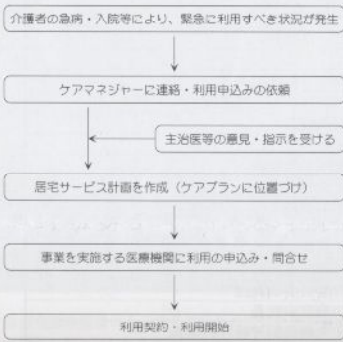 介護者の急病・入院等により、緊急に利用すべき状況が発生
ケアマネジャーに連絡・利用申込みの依頼
主治医等の意見・指示を受ける
居宅サービス計画を作成（ケアプランに位置づけ）
事業を実施する医療機関に利用の申込み・問合せ
利用契約・利用開始